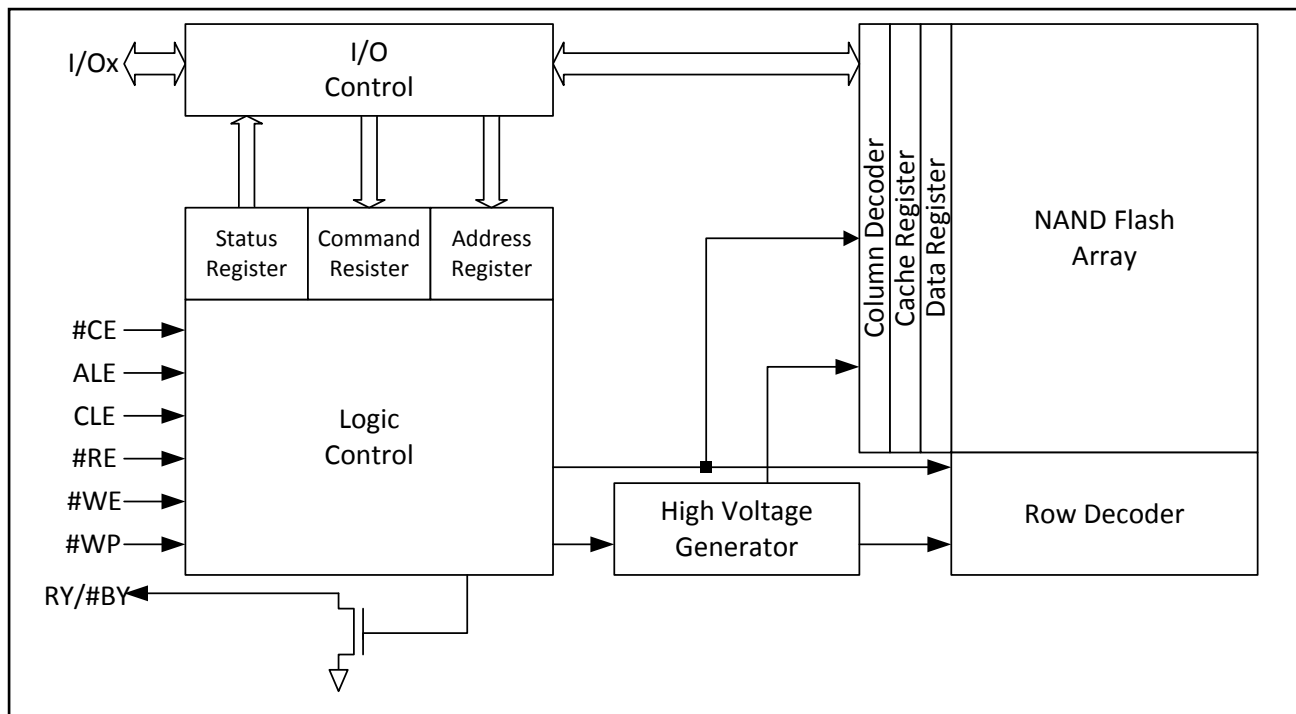 I/Ox
I/O
Control
Status
Register
Command
Resister
Address
Register
#CE
ALE
CLE
#RE
#WE
#WP
RY/#BY
Logic
Control
High Voltage
Generator
Column Decoder
Cache Register
Data Register
NAND Flash
Array
Row Decoder